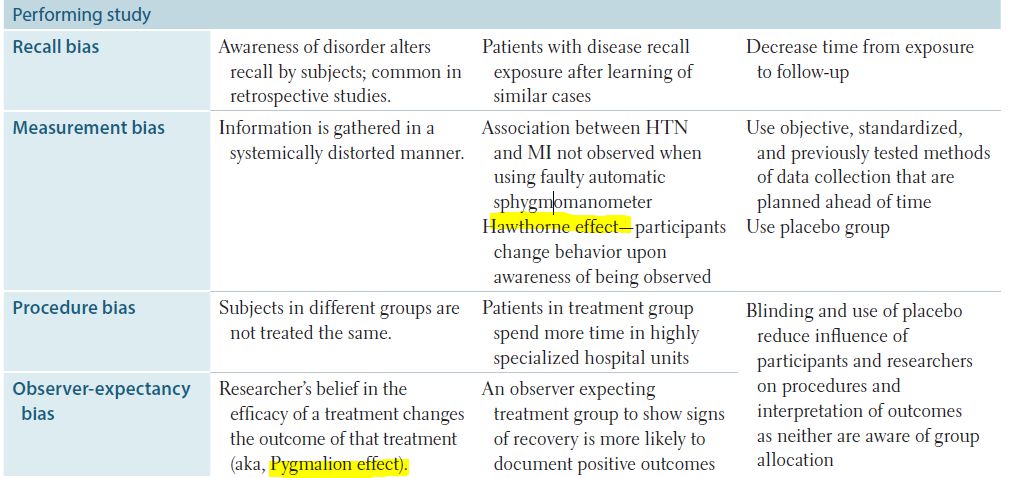 Performing study
Recall bias
Awareness of disorder alters
recall by subjects; common in
retrospective studies.
Patients with disease recall
exposure after learning of
similar cases
Decrease time from exposure
to follow-up
Measurement bias
Information is gathered in a
systemically distorted manner.
Association between HTN
and MI not observed when
using faulty automatic
sphygmomanometer
Hawthorne effect—participants
change behavior upon
awareness of being observed
Use objective, standardized,
and previously tested methods
of data collection that are
planned ahead of time
Use placebo group
Procedure bias
Subjects in different groups are
not treated the same.
Patients in treatment group
spend more time in highly
specialized hospital units
Blinding and use of placebo
reduce influence of
participants and researchers
on procedures and
interpretation of outcomes
as neither are aware of group
allocation
Observer-expectancy
bias
Researcher's belief in the
efficacy of a treatment changes
the outcome of that treatment
(aka, Pygmalion effect).
An observer expecting
treatment group to show signs
of recovery is more likely to
document positive outcomes